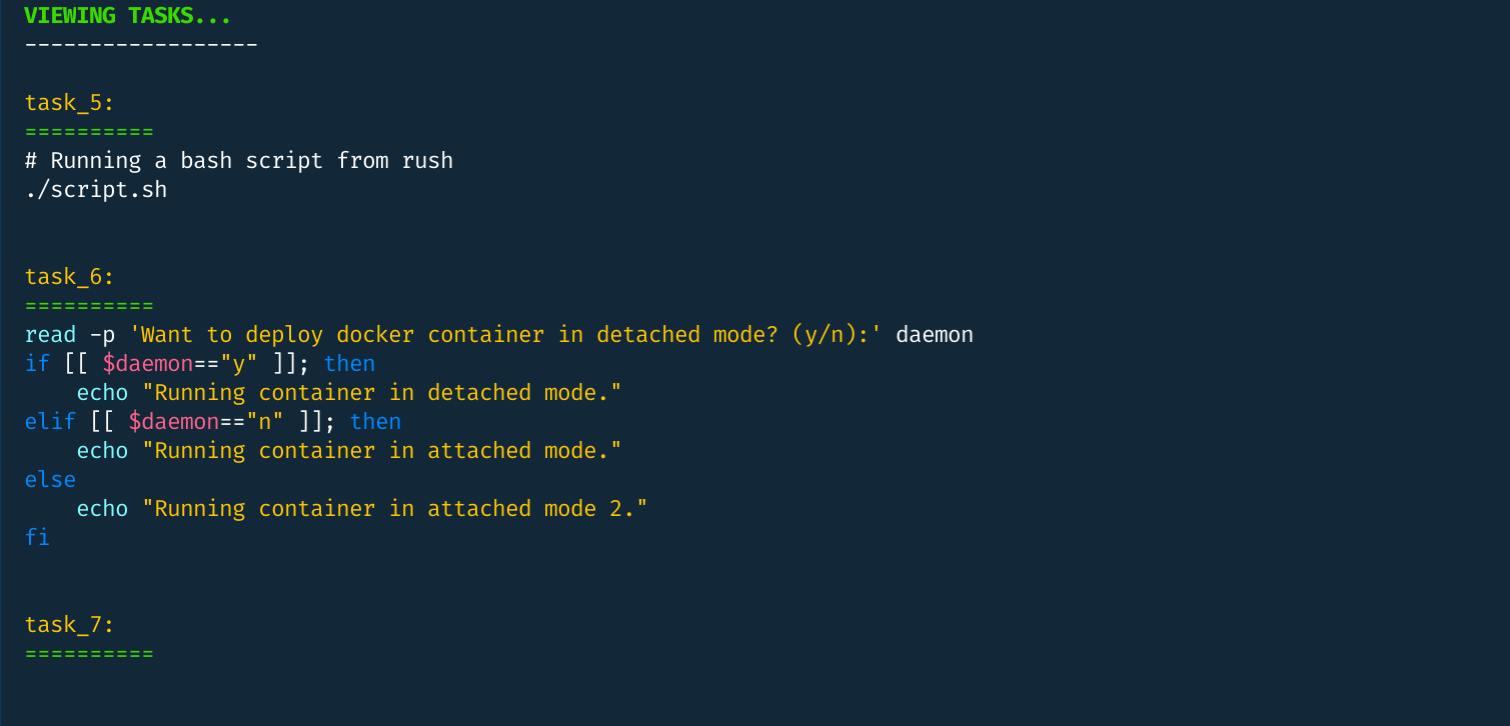 VIEWING TASKS...
------------------
task_5:
==========
# Running a bash script from rush
./script.sh
task_6:
==========
read -p 'Want to deploy docker container in detached mode? (y/n):' daemon
if [[ $daemon=="y" ]]; then
    echo "Running container in detached mode."
elif [[ $daemon=="n" ]]; then
    echo "Running container in attached mode."
else
    echo "Running container in attached mode 2."
fi
task_7:
==========